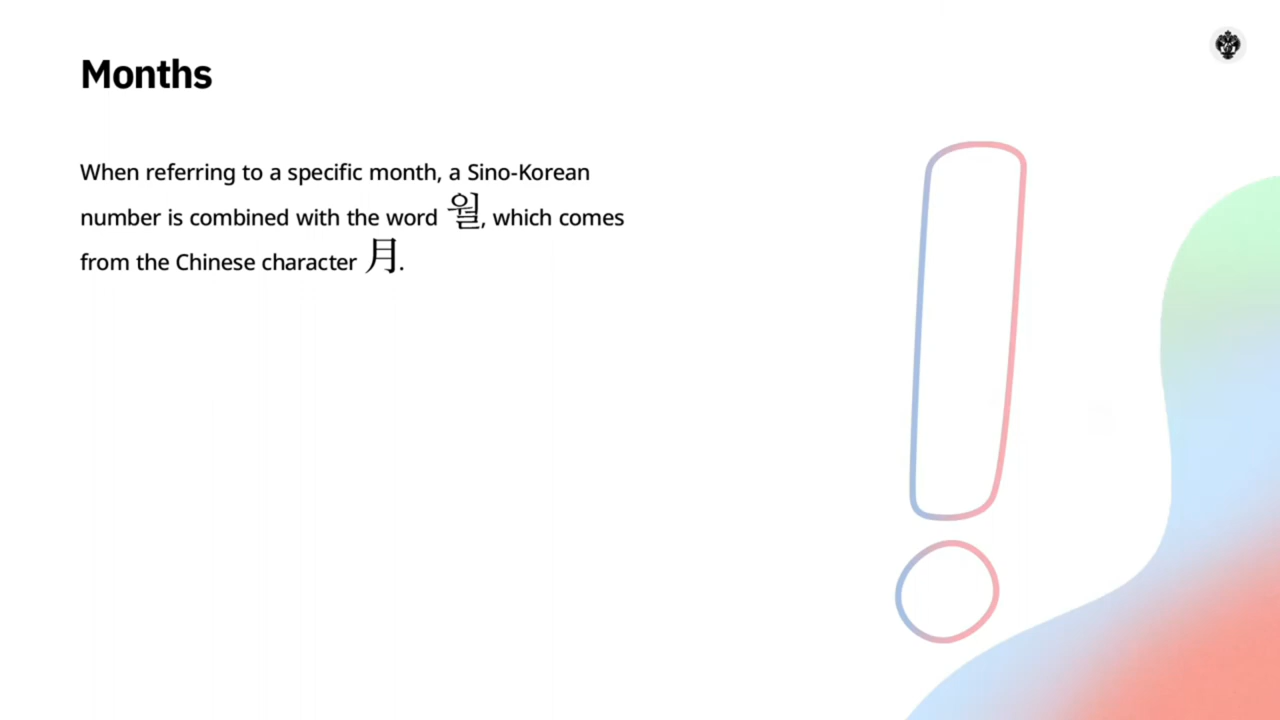 Months
When referring to a specific month, a Sino-Korean
number is combined with the word 월, which comes
from the Chinese character 月.